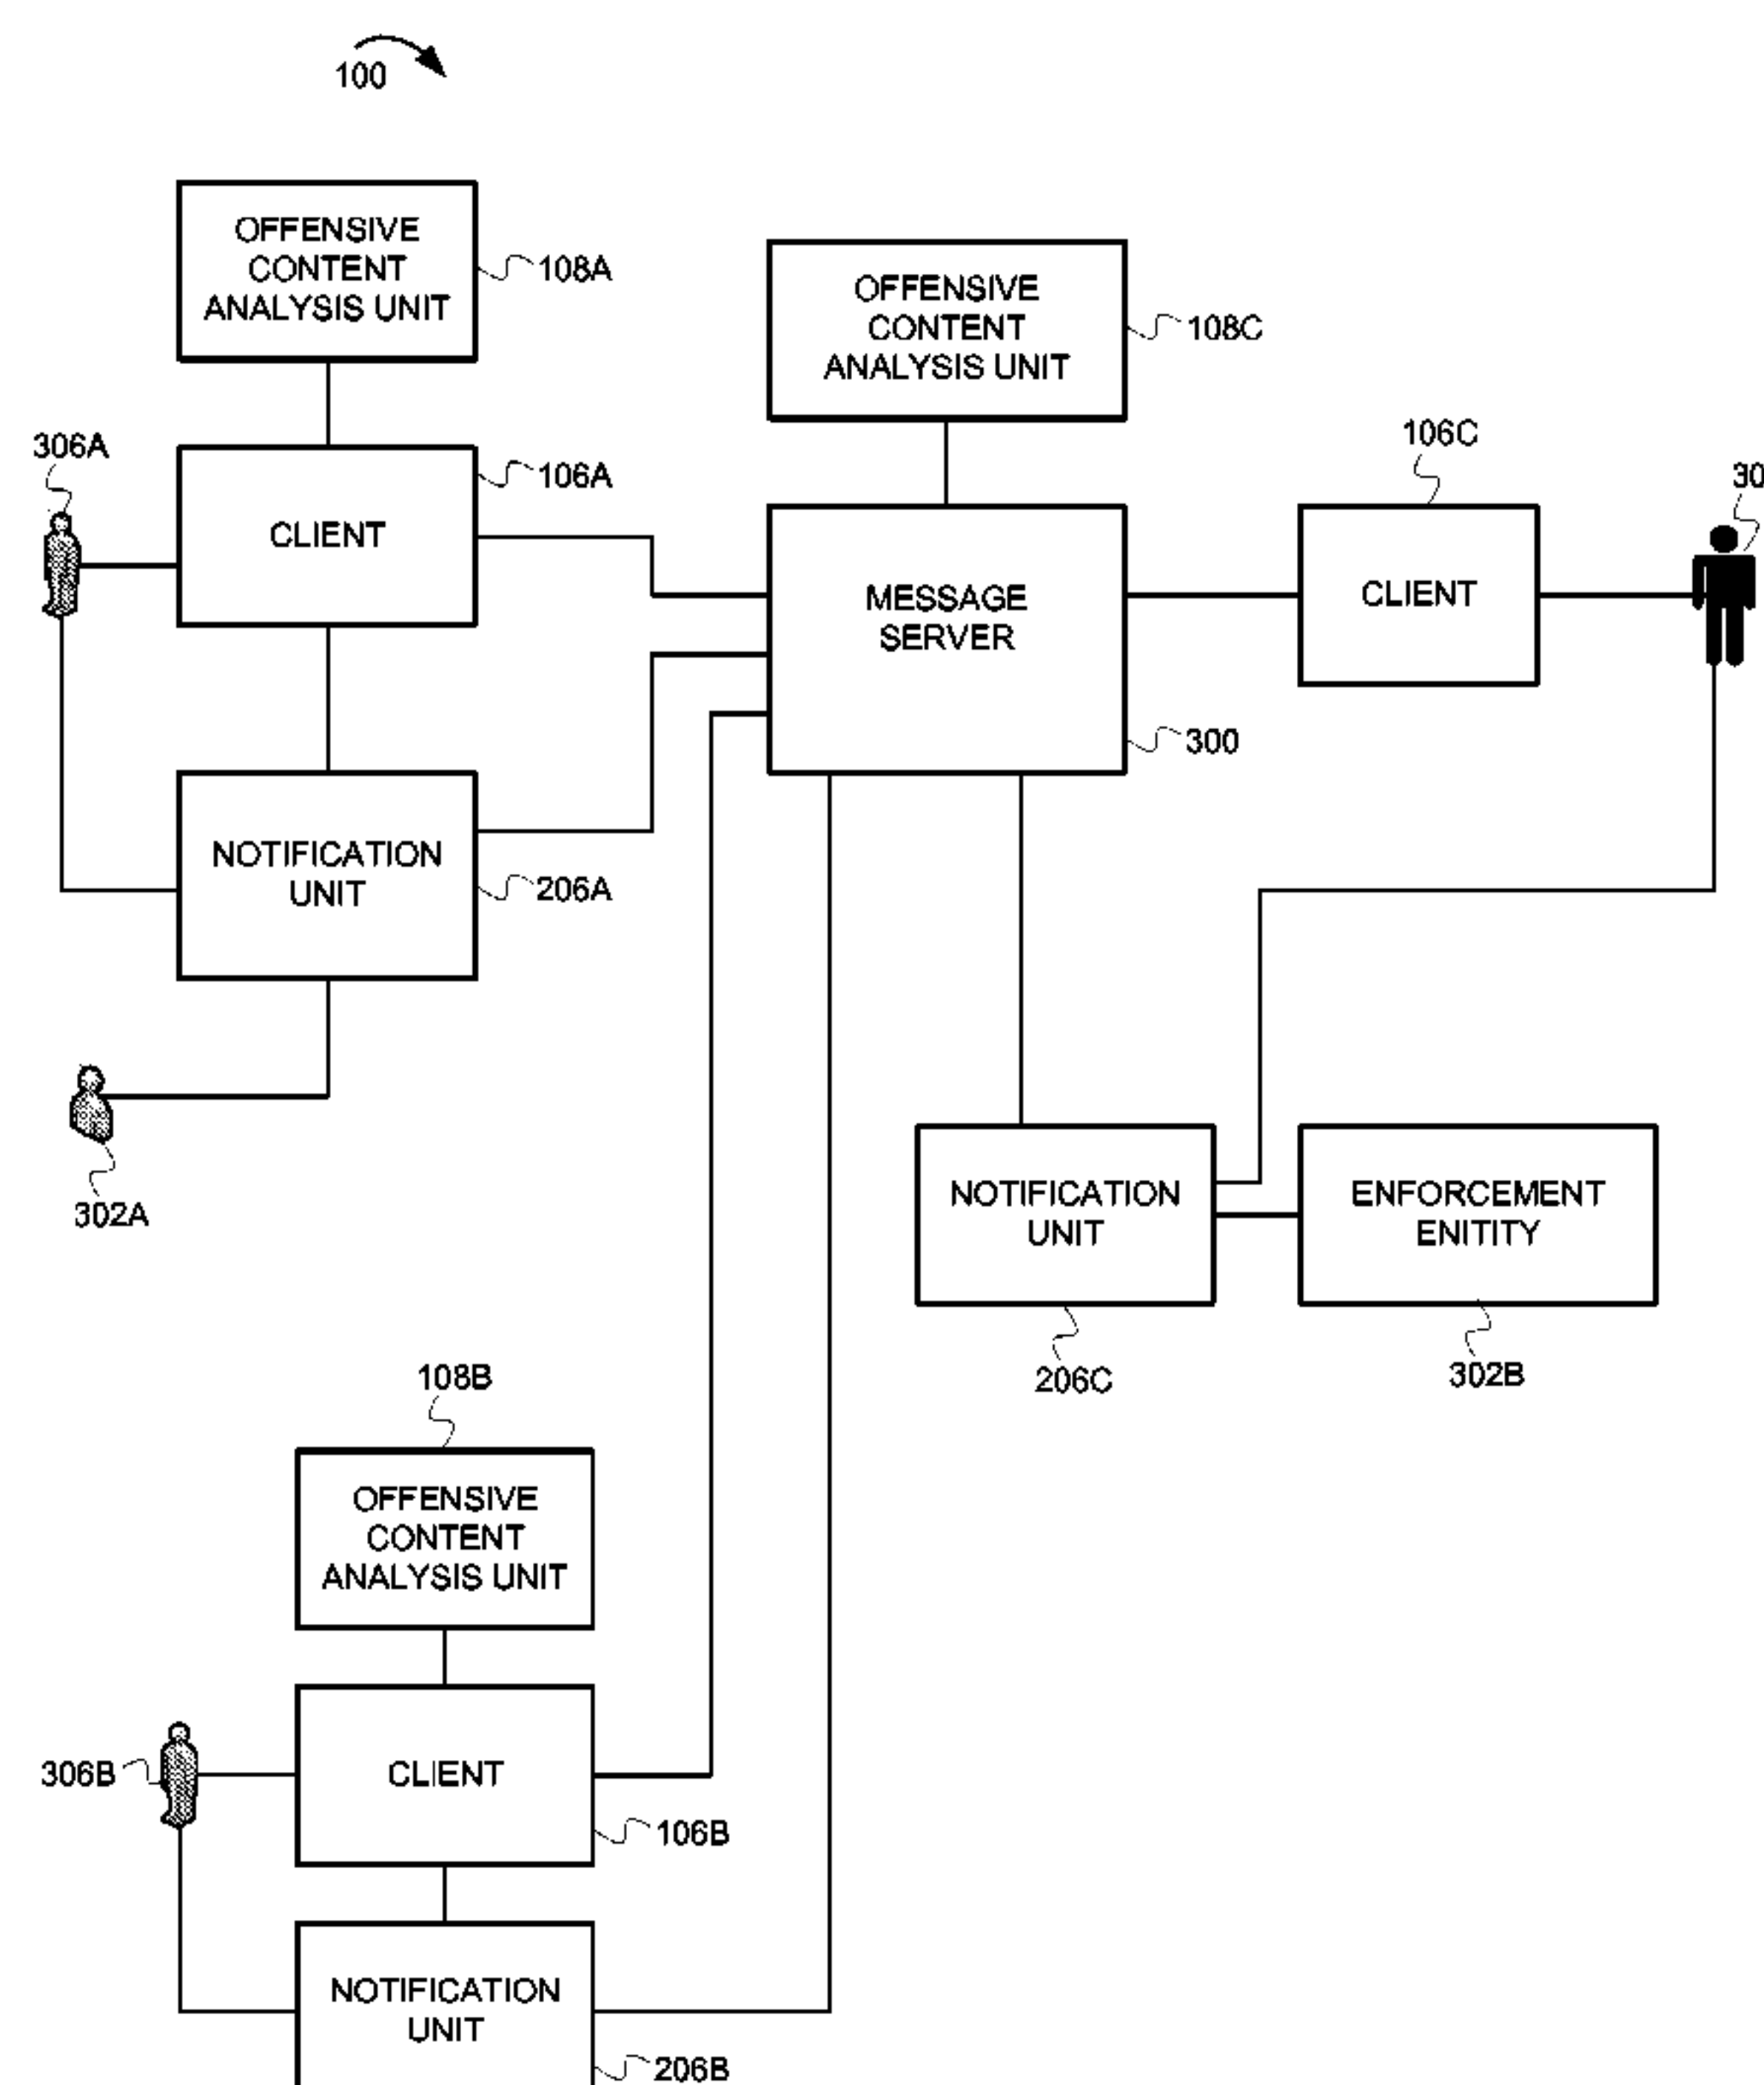 100
OFFENSIVE
CONTENT
ANALYSIS UNIT
108A
OFFENSIVE
CONTENT
ANALYSIS UNIT
108C
306A
CLIENT
106A
MESSAGE
SERVER
300
106C
CLIENT
30
NOTIFICATION
UNIT
206A
302A
NOTIFICATION
UNIT
206C
ENFORCEMENT
ENITITY
302B
108B
OFFENSIVE
CONTENT
ANALYSIS UNIT
306B
CLIENT
106B
NOTIFICATION
UNIT
206B